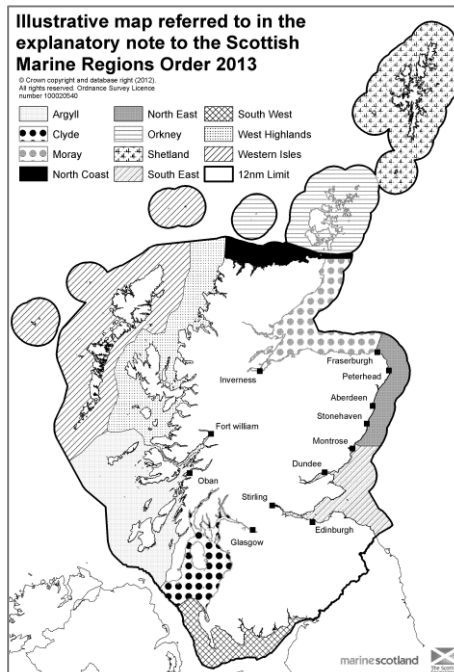 Illustrative map referred to in the
explanatory note to the Scottish
Marine Regions Order 2013
© Crown copyright and database right (2012).
All rights reserved. Ordnance Survey Licence
number 100020540
Argyll
North East
South West
Clyde
Orkney
West Highlands
Moray
Shetland
Western Isles
North Coast
South East
12nm Limit
Fraserburgh
Inverness
Peterhead
Aberdeen
Stonehaven
Fort william
Montrose
Dundee
Oban
Stirling
Edinburgh
Glasgow
marinescotland